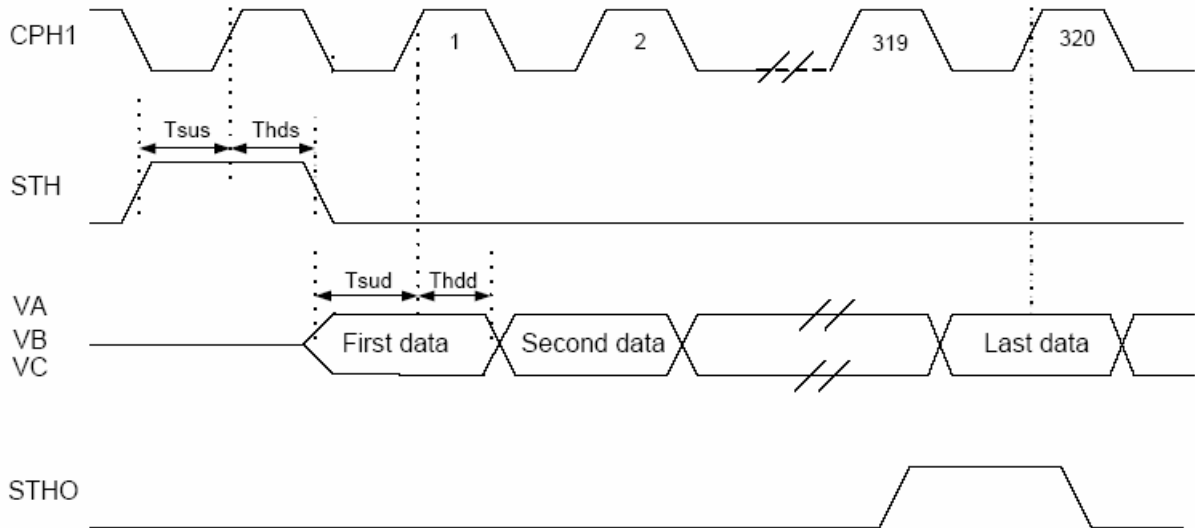 CPH1
1
2
319
320
Tsus
Thds
STH
Tsud
Thdd
VA
VB
VC
First data
Second data
Last data
STHO